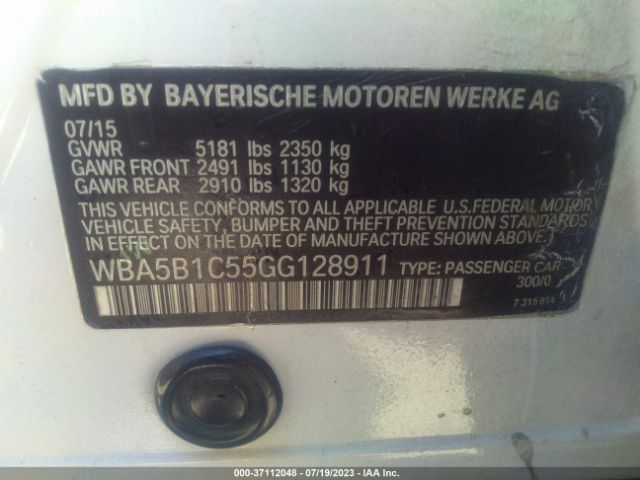 MFD BY BAYERISCHE MOTOREN WERKE AG
07/15
GVWR 5181 lbs 2350 kg
GAWR FRONT 2491 lbs 1130 kg
GAWR REAR 2910 lbs 1320 kg
THIS VEHICLE CONFORMS TO ALL APPLICABLE U.S.FEDERAL MOTOR
VEHICLE SAFETY, BUMPER, AND THEFT PREVENTION STANDARDS
IN EFFECT ON THE DATE OF MANUFACTURE SHOWN ABOVE.
WBA5B1C55GG128911 TYPE: PASSENGER CAR
300/0
7 315 814
000-37112048 - 07/19/2023 - IAA Inc.